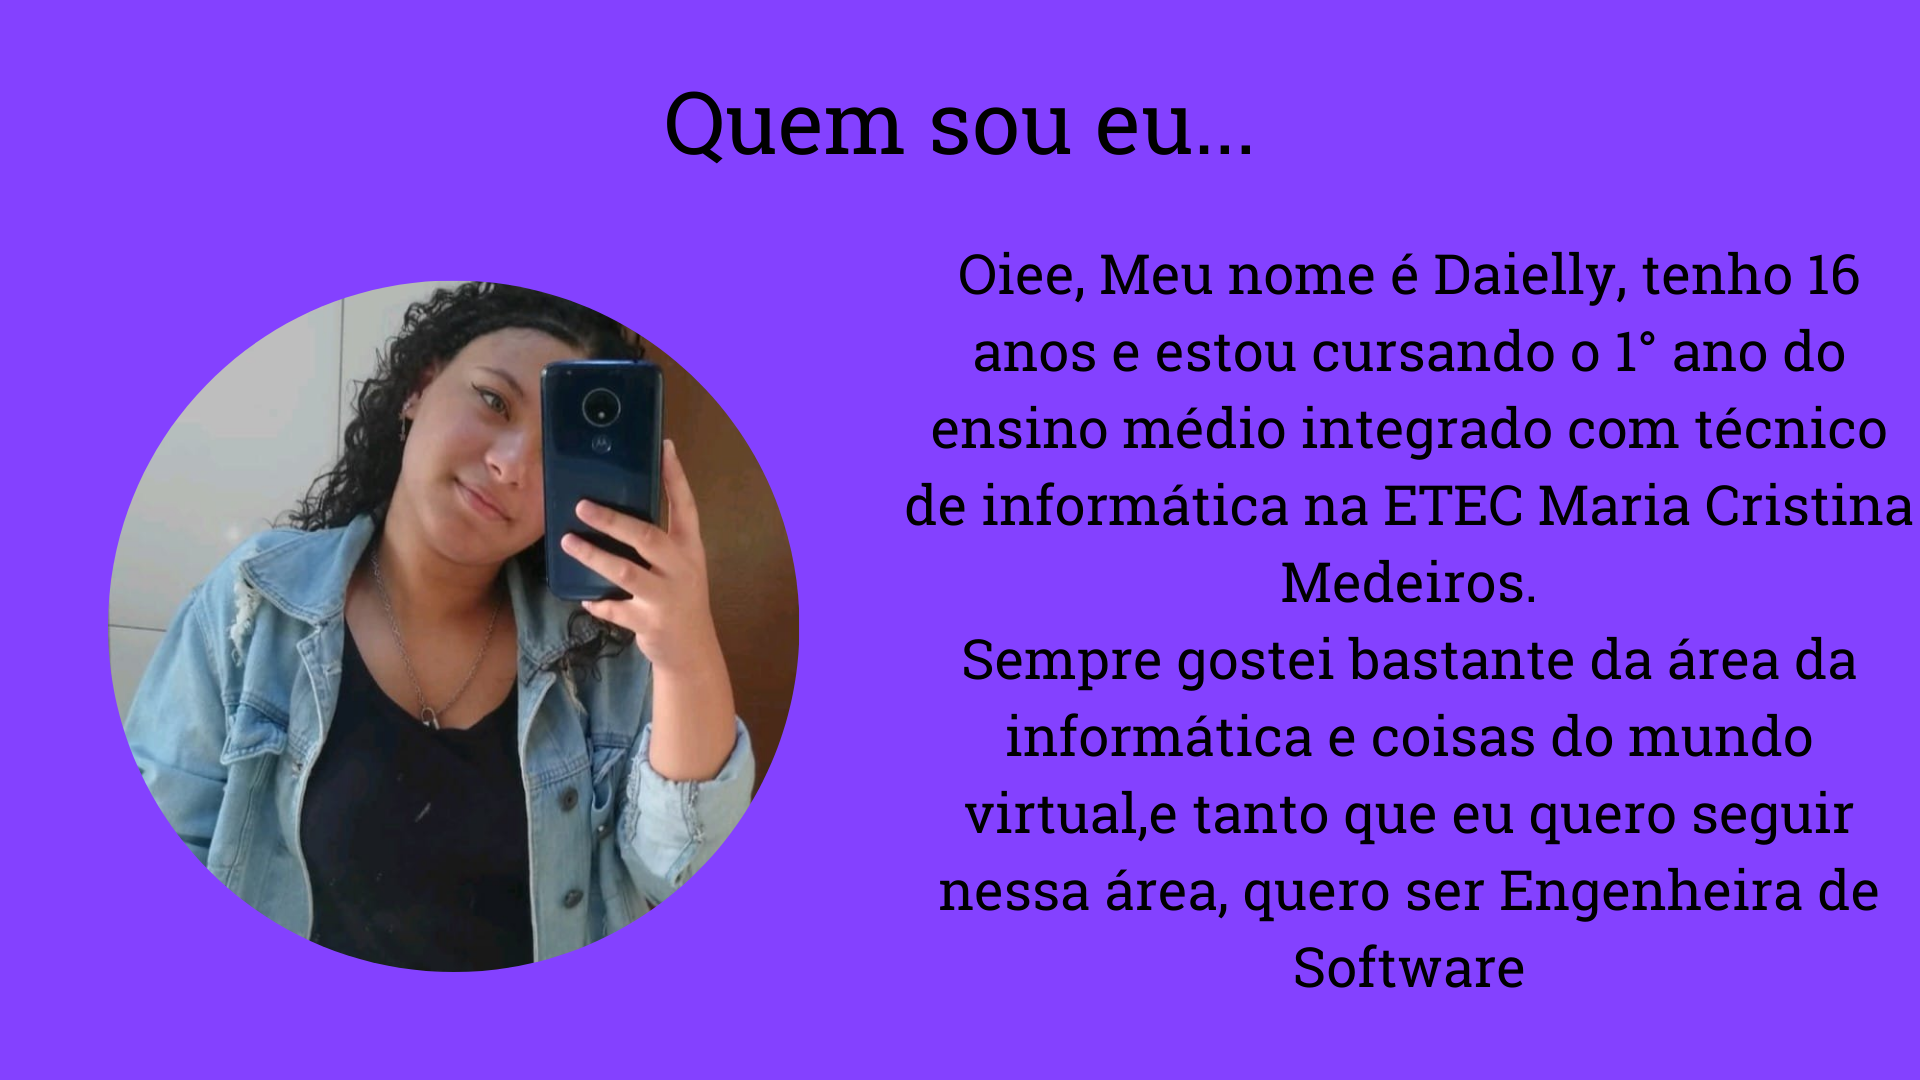 Quem sou eu...
Oiee, Meu nome é Daielly, tenho 16
anos e estou cursando o 1° ano do
ensino médio integrado com técnico
de informática na ETEC Maria Cristina
Medeiros.
Sempre gostei bastante da área da
informática e coisas do mundo
virtual,e tanto que eu quero seguir
nessa área, quero ser Engenheira de
Software